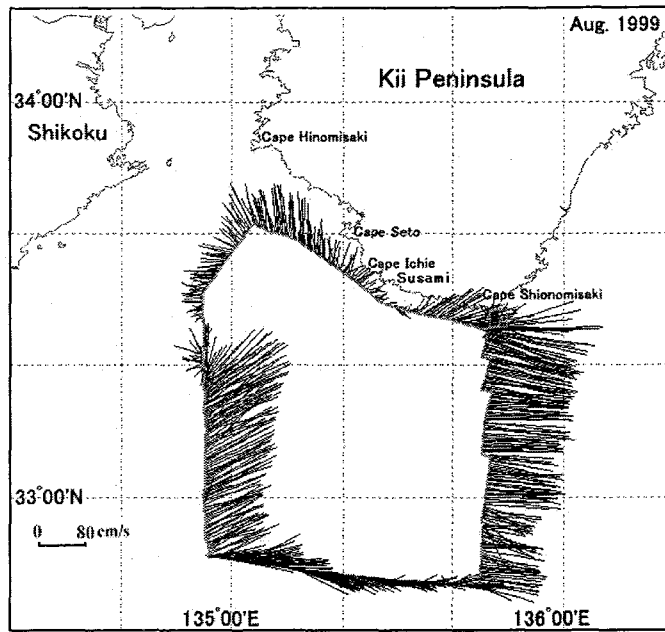 Aug. 1999
Kii Peninsula
34°00'N
Shikoku
Cape Hinomisaki
Cape Seto
Cape Ichie
Susami
Cape Shionomisaki
33°00'N
0 80 cm/s
135°00'E 136°00'E